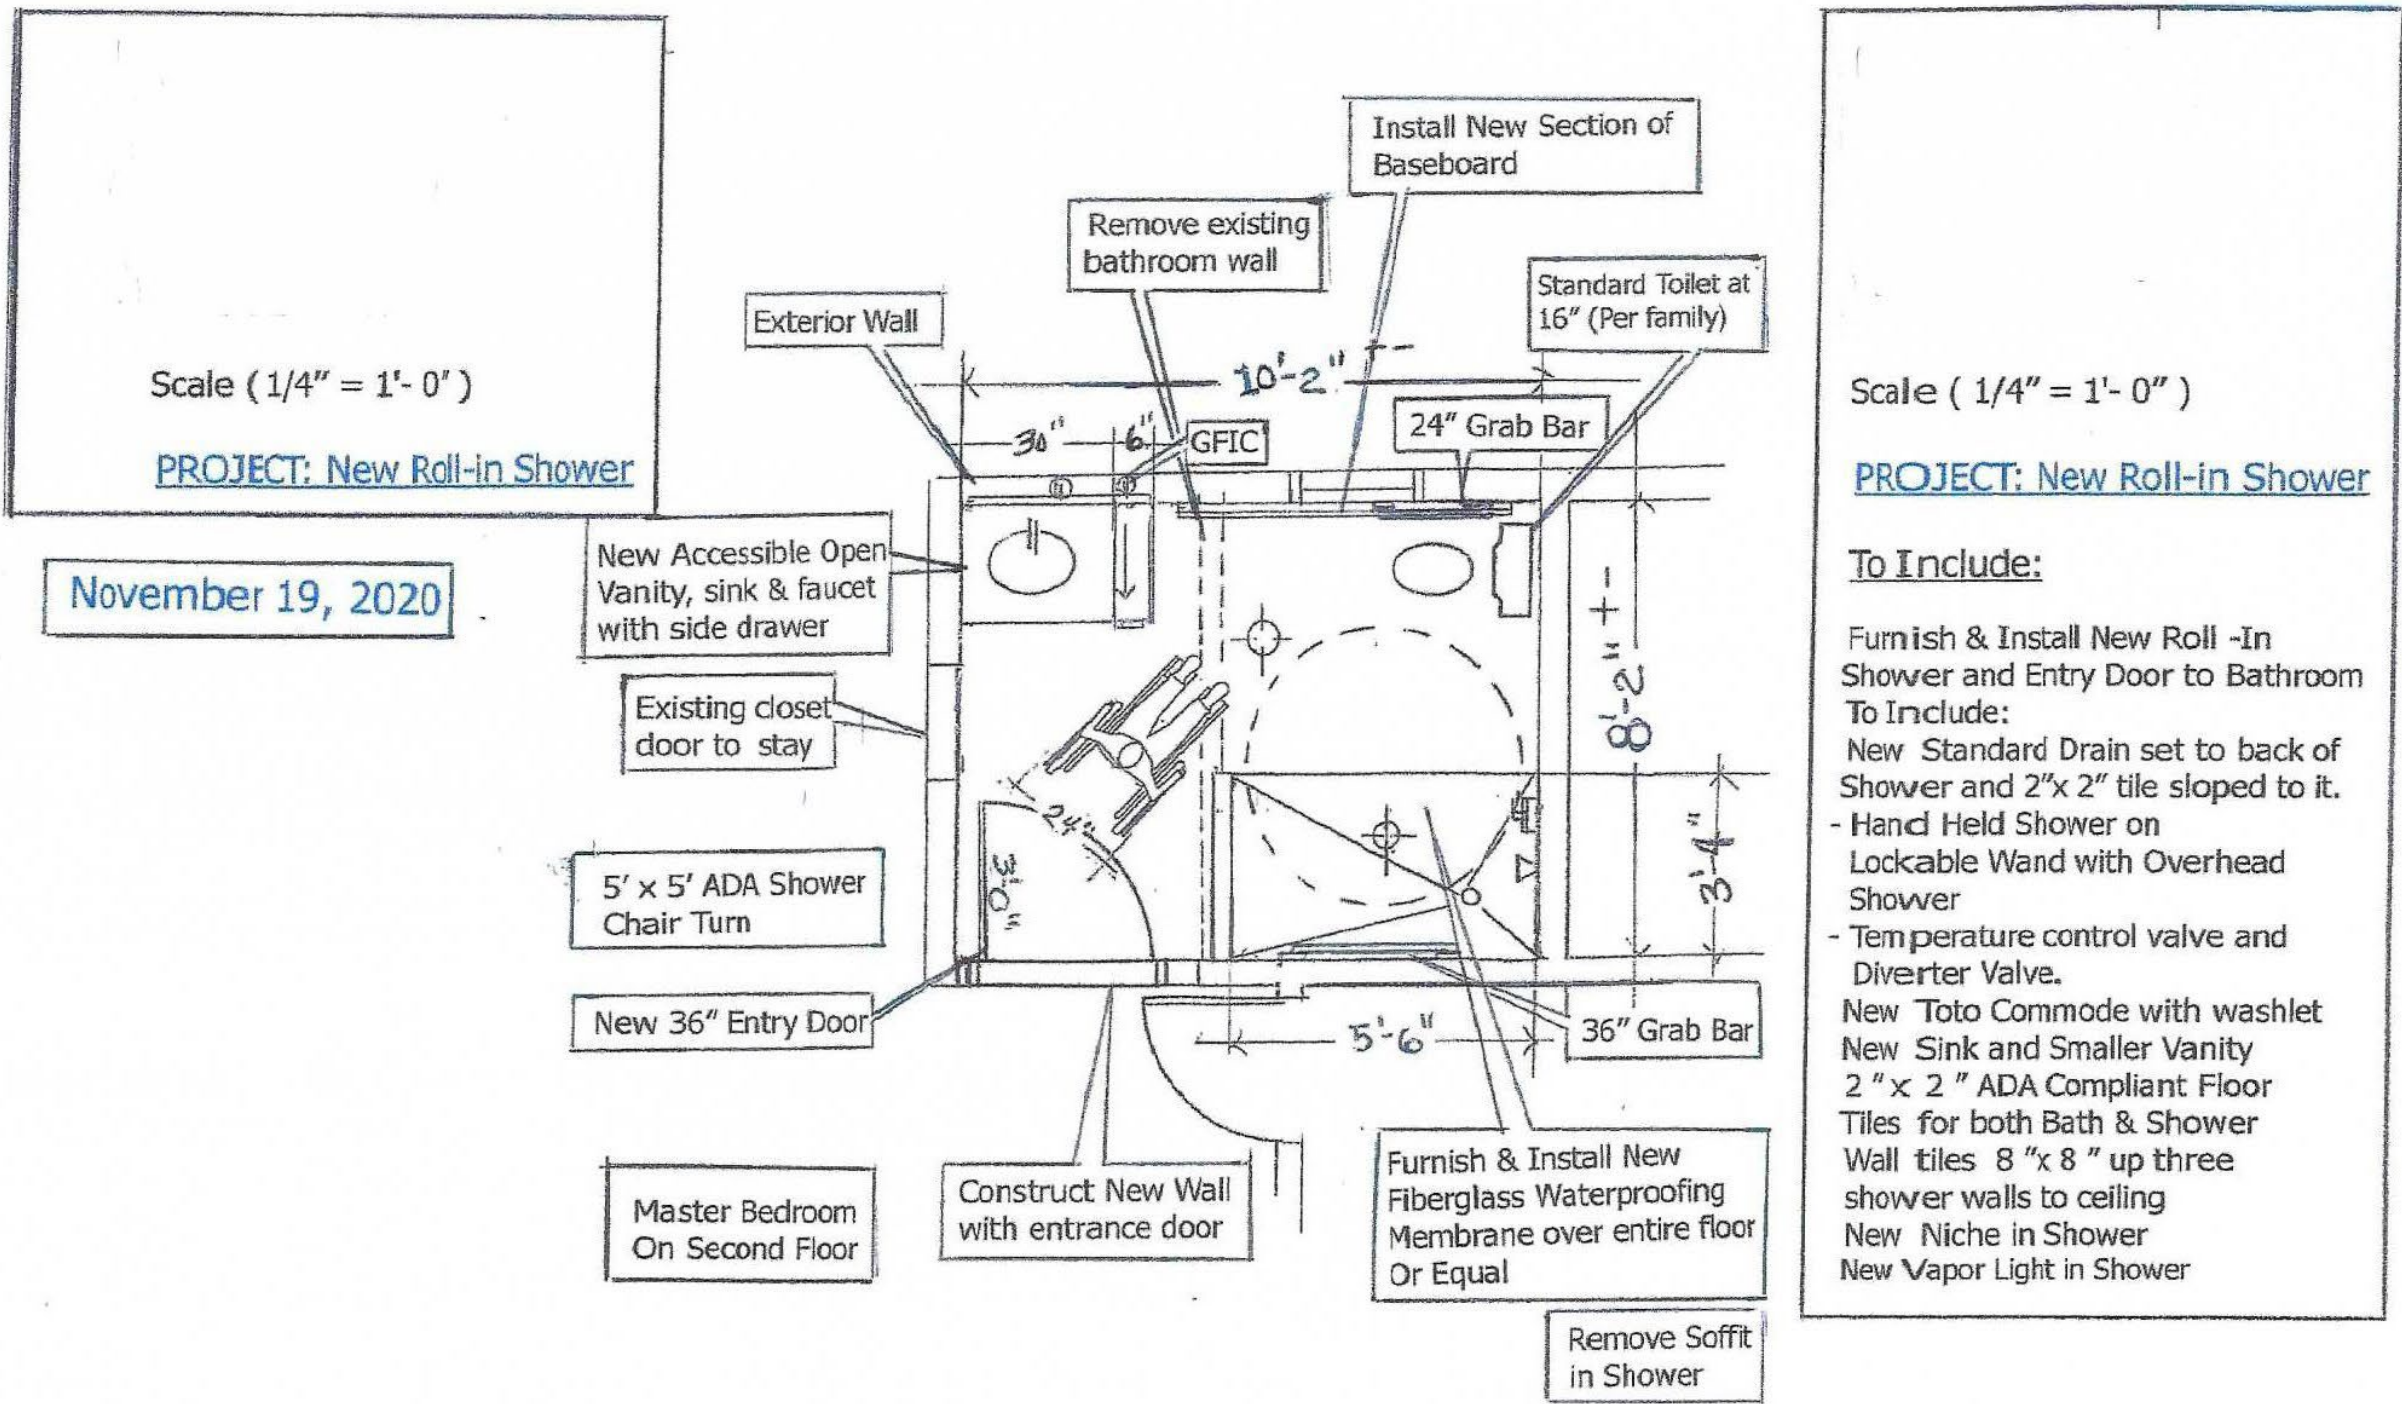 Scale ( 1/4" = 1'- 0" )
PROJECT: New Roll-in Shower
November 19, 2020
Install New Section of
Baseboard
Remove existing
bathroom wall
Standard Toilet at
16" (Per family)
Exterior Wall
10'-2"
24" Grab Bar
30"
6"
GFIC
New Accessible Open
Vanity, sink & faucet
with side drawer
8'-2" +-
Existing closet
door to stay
24"
3'0"
3'-4"
5' x 5' ADA Shower
Chair Turn
New 36" Entry Door
5'-6"
36" Grab Bar
Master Bedroom
On Second Floor
Construct New Wall
with entrance door
Furnish & Install New
Fiberglass Waterproofing
Membrane over entire floor
Or Equal
Remove Soffit
in Shower
Scale ( 1/4" = 1'- 0" )
PROJECT: New Roll-in Shower
To Include:
Furnish & Install New Roll -In
Shower and Entry Door to Bathroom
To Include:
New Standard Drain set to back of
Shower and 2"x 2" tile sloped to it.
- Hand Held Shower on
Lockable Wand with Overhead
Shower
- Temperature control valve and
Diverter Valve.
New Toto Commode with washlet
New Sink and Smaller Vanity
2 "x 2 " ADA Compliant Floor
Tiles for both Bath & Shower
Wall tiles 8 "x 8 " up three
shower walls to ceiling
New Niche in Shower
New Vapor Light in Shower